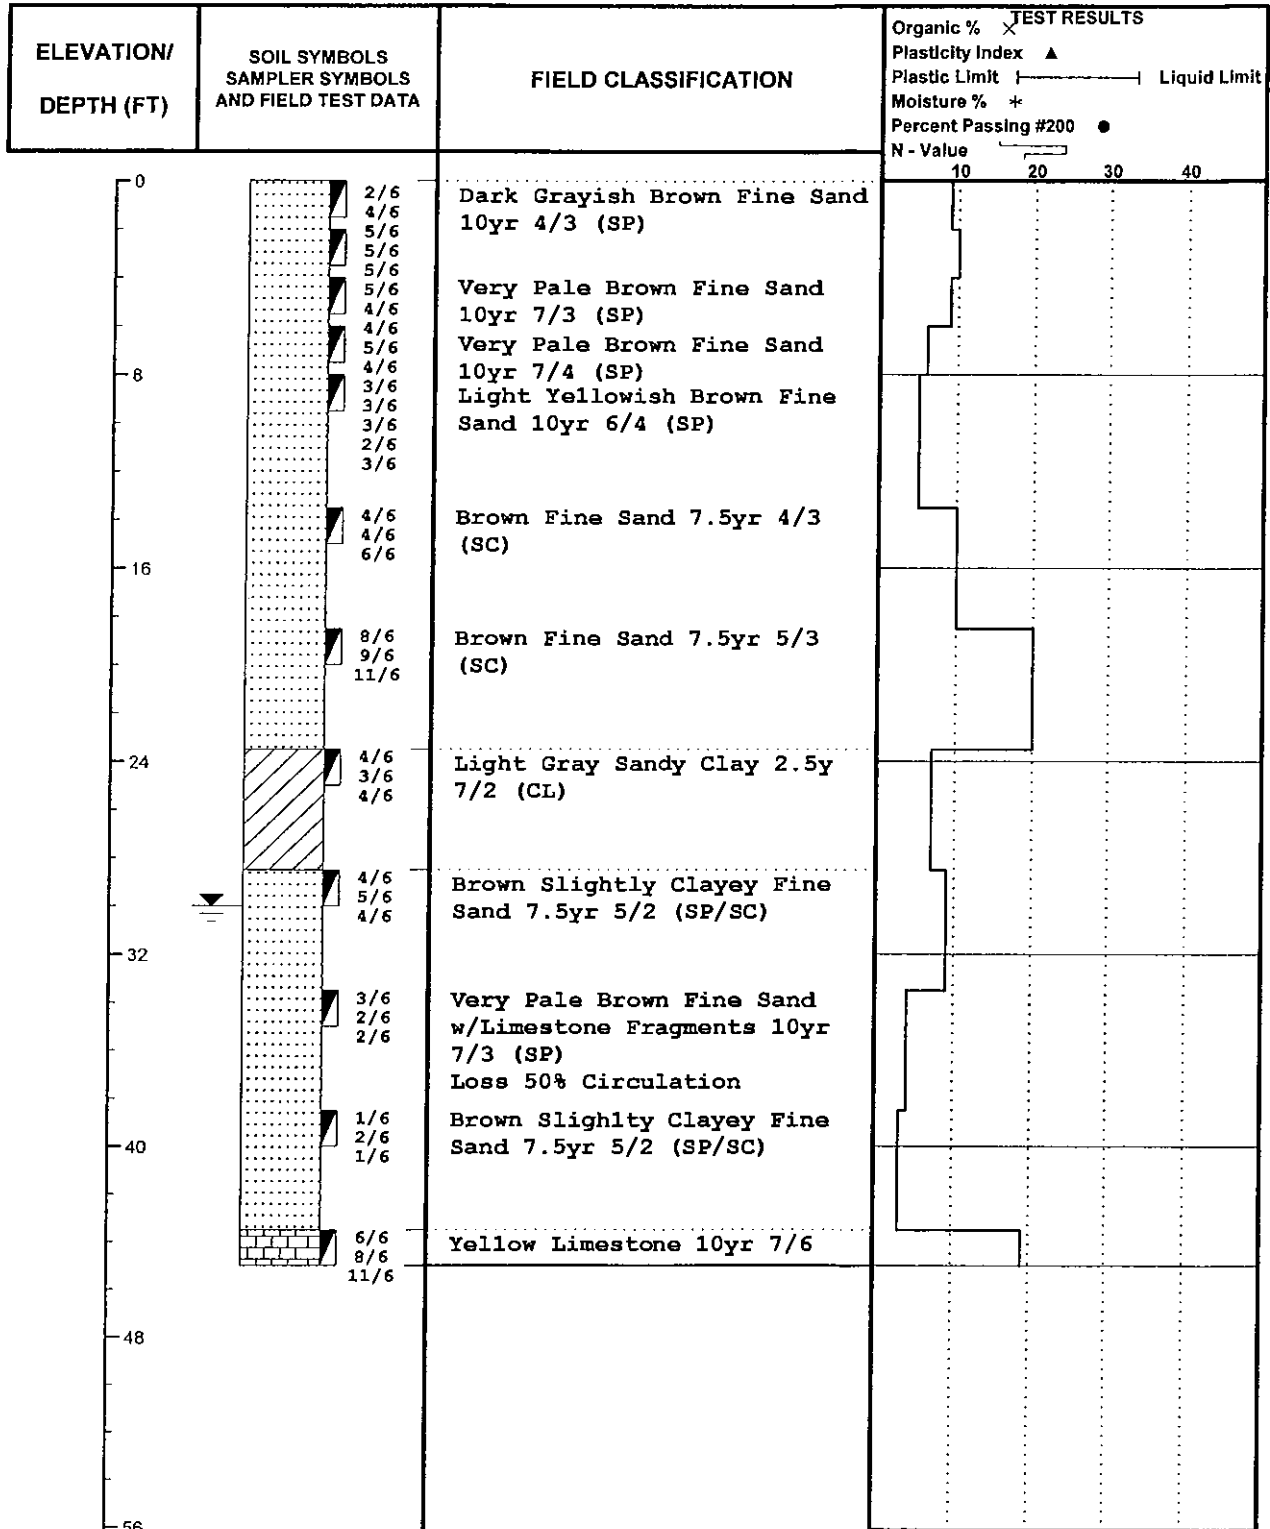 ELEVATION/
DEPTH (FT)
SOIL SYMBOLS
SAMPLER SYMBOLS
AND FIELD TEST DATA
FIELD CLASSIFICATION
TEST RESULTS
Organic %
Plasticity Index
Plastic Limit Liquid Limit
Moisture %
Percent Passing #200
N - Value
10 20 30 40
0
2/6
4/6
5/6
5/6
5/6
5/6
4/6
4/6
5/6
4/6
3/6
3/6
3/6
2/6
3/6
Dark Grayish Brown Fine Sand
10yr 4/3 (SP)
Very Pale Brown Fine Sand
10yr 7/3 (SP)
Very Pale Brown Fine Sand
10yr 7/4 (SP)
8
Light Yellowish Brown Fine
Sand 10yr 6/4 (SP)
4/6
4/6
6/6
Brown Fine Sand 7.5yr 4/3
(SC)
16
8/6
9/6
11/6
Brown Fine Sand 7.5yr 5/3
(SC)
24
4/6
3/6
4/6
Light Gray Sandy Clay 2.5y
7/2 (CL)
4/6
5/6
4/6
Brown Slightly Clayey Fine
Sand 7.5yr 5/2 (SP/SC)
32
3/6
2/6
2/6
Very Pale Brown Fine Sand
w/Limestone Fragments 10yr
7/3 (SP)
Loss 50% Circulation
1/6
2/6
1/6
Brown Slighlty Clayey Fine
Sand 7.5yr 5/2 (SP/SC)
40
6/6
8/6
11/6
Yellow Limestone 10yr 7/6
48
56